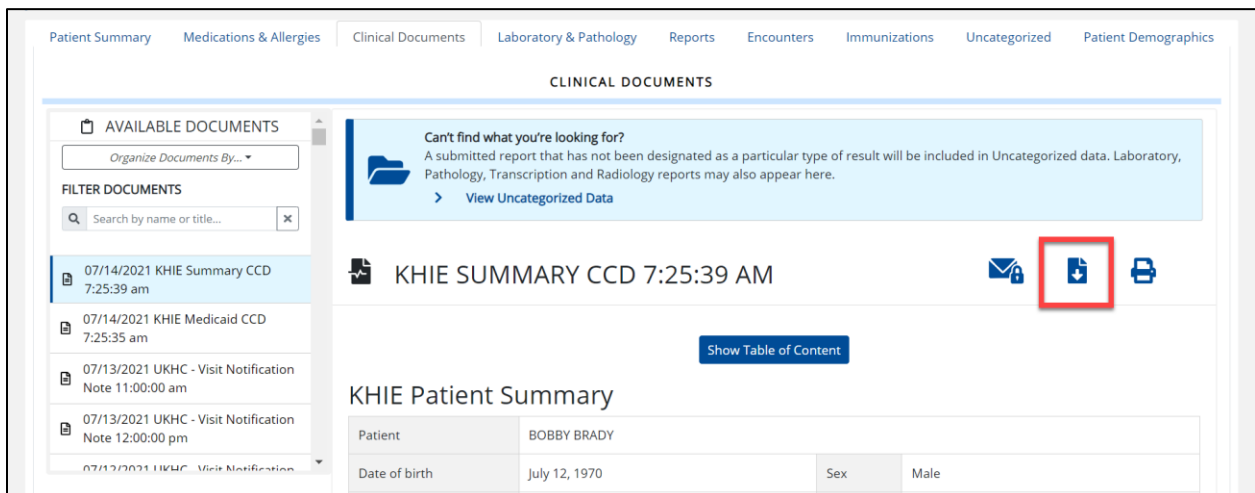 Patient Summary Medications & Allergies Clinical Documents Laboratory & Pathology Reports Encounters Immunizations Uncategorized Patient Demographics
CLINICAL DOCUMENTS
AVAILABLE DOCUMENTS
Organize Documents By...
FILTER DOCUMENTS
Search by name or title...
07/14/2021 KHIE Summary CCD
7:25:39 am
07/14/2021 KHIE Medicaid CCD
7:25:35 am
07/13/2021 UKHC - Visit Notification
Note 11:00:00 am
07/13/2021 UKHC - Visit Notification
Note 12:00:00 pm
07/12/2021 UKHC - Visit Notification
Can't find what you're looking for?
A submitted report that has not been designated as a particular type of result will be included in Uncategorized data. Laboratory,
Pathology, Transcription and Radiology reports may also appear here.
View Uncategorized Data
KHIE SUMMARY CCD 7:25:39 AM
Show Table of Content
KHIE Patient Summary
Patient BOBBY BRADY
Date of birth July 12, 1970 Sex Male